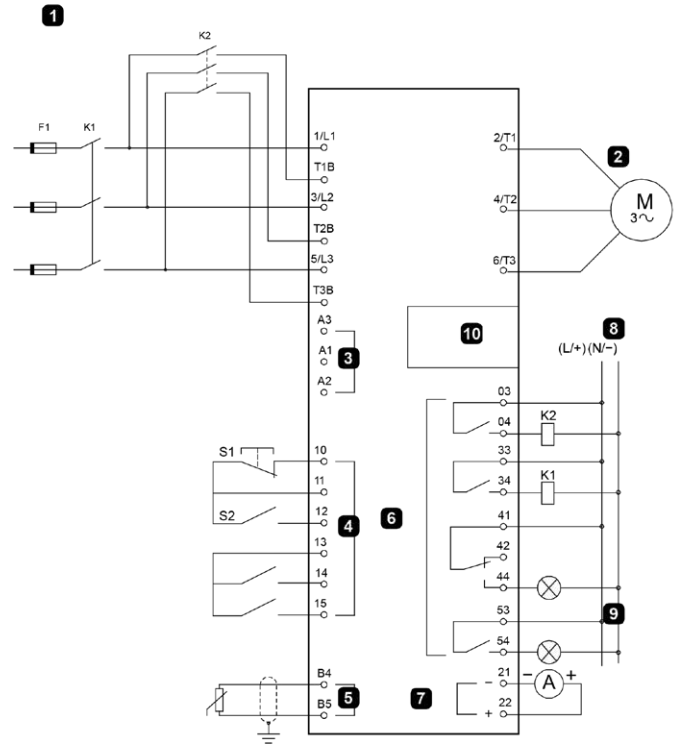 1
K2
F1 K1
1/L1
2/T1
2
T1B
3/L2
4/T2
M
3~
T2B
5/L3
6/T3
T3B
A3
10
8
A1
3
(L/+) (N/−)
A2
03
04
K2
S1
10
33
11
34
K1
S2
12
4
6
41
13
42
14
44
15
9
53
54
B4
21
− A +
5
7
−
B5
22
+